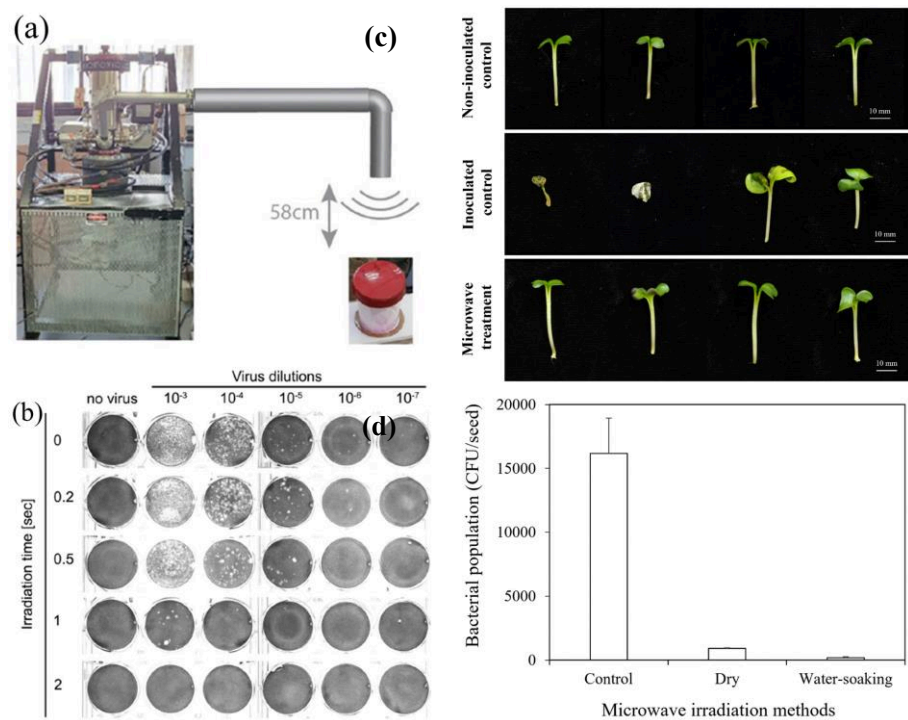 (a)
58cm
(b)
Virus dilutions
no virus
10-3
10-4
10-5
10-6
10-7
Irradiation time [sec]
0
0.2
0.5
1
2
(c)
Non-inoculated
control
10 mm
Inoculated
control
10 mm
Microwave
treatment
10 mm
(d)
Bacterial population (CFU/seed)
20000
15000
10000
5000
0
Control
Dry
Water-soaking
Microwave irradiation methods